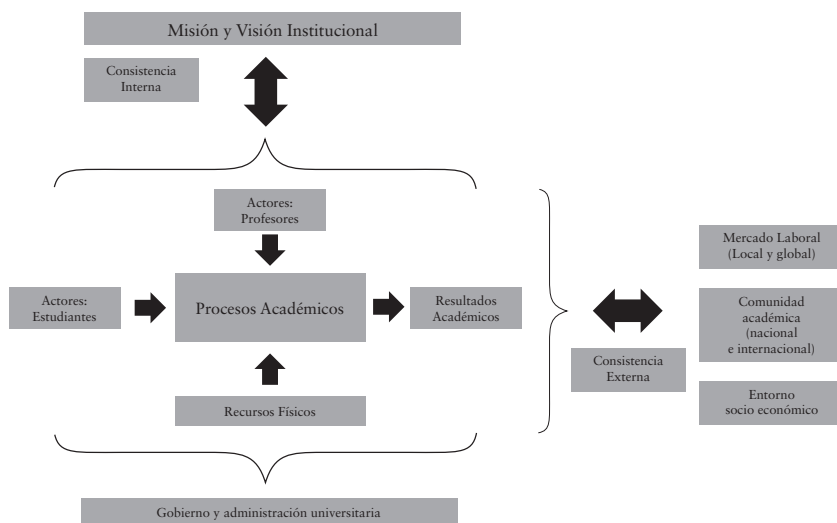 Misión y Visión Institucional
Consistencia
Interna
Actores:
Profesores
Actores:
Estudiantes
Procesos Académicos
Resultados
Académicos
Recursos Físicos
Gobierno y administración universitaria
Consistencia
Externa
Mercado Laboral
(Local y global)
Comunidad
académica
(nacional
e internacional)
Entorno
socio económico